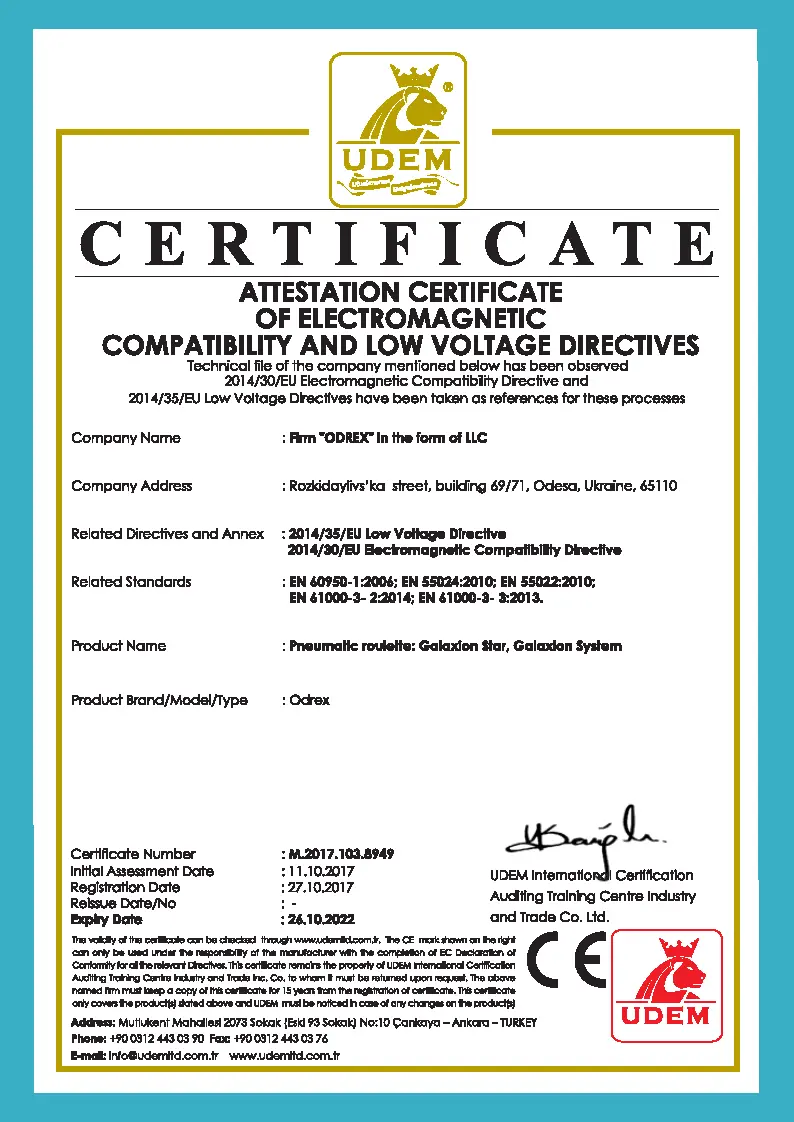 ®
UDEM
CERTIFICATE
ATTESTATION CERTIFICATE
OF ELECTROMAGNETIC
COMPATIBILITY AND LOW VOLTAGE DIRECTIVES
Technical file of the company mentioned below has been observed
2014/30/EU Electromagnetic Compatibility Directive and
2014/35/EU Low Voltage Directives have been taken as references for these processes
Company Name : Firm "ODREX" in the form of LLC
Company Address : Rozkidaylivs'ka street, building 69/71, Odesa, Ukraine, 65110
Related Directives and Annex : 2014/35/EU Low Voltage Directive
2014/30/EU Electromagnetic Compatibility Directive
Related Standards : EN 60950-1:2006; EN 55024:2010; EN 55022:2010;
EN 61000-3- 2:2014; EN 61000-3- 3:2013.
Product Name : Pneumatic roulette: Galaxion Star, Galaxion System
Product Brand/Model/Type : Odrex
Certificate Number : M.2017.103.8949
Initial Assessment Date : 11.10.2017
Registration Date : 27.10.2017
Reissue Date/No : -
Expiry Date : 26.10.2022
UDEM International Certification
Auditing Training Centre Industry
and Trade Co. Ltd.
The validity of the certificate can be checked through www.udemltd.com.tr. The CE mark shown on the right
can only be used under the responsibility of the manufacturer with the completion of EC Declaration of
Conformity for all the relevant Directives. This certificate remains the property of UDEM International Certification
Auditing Training Centre Industry and Trade Inc. Co. to whom it must be returned upon request. The above
named firm must keep a copy of this certificate for 15 years from the registration of certificate. This certificate
only covers the product(s) stated above and UDEM must be noticed in case of any changes on the product(s)
CE
UDEM
Address: Mutlukent Mahallesi 2073 Sokak (Eski 93 Sokak) No:10 Çankaya – Ankara – TURKEY
Phone: +90 0312 443 03 90 Fax: +90 0312 443 03 76
E-mail: info@udemltd.com.tr www.udemltd.com.tr